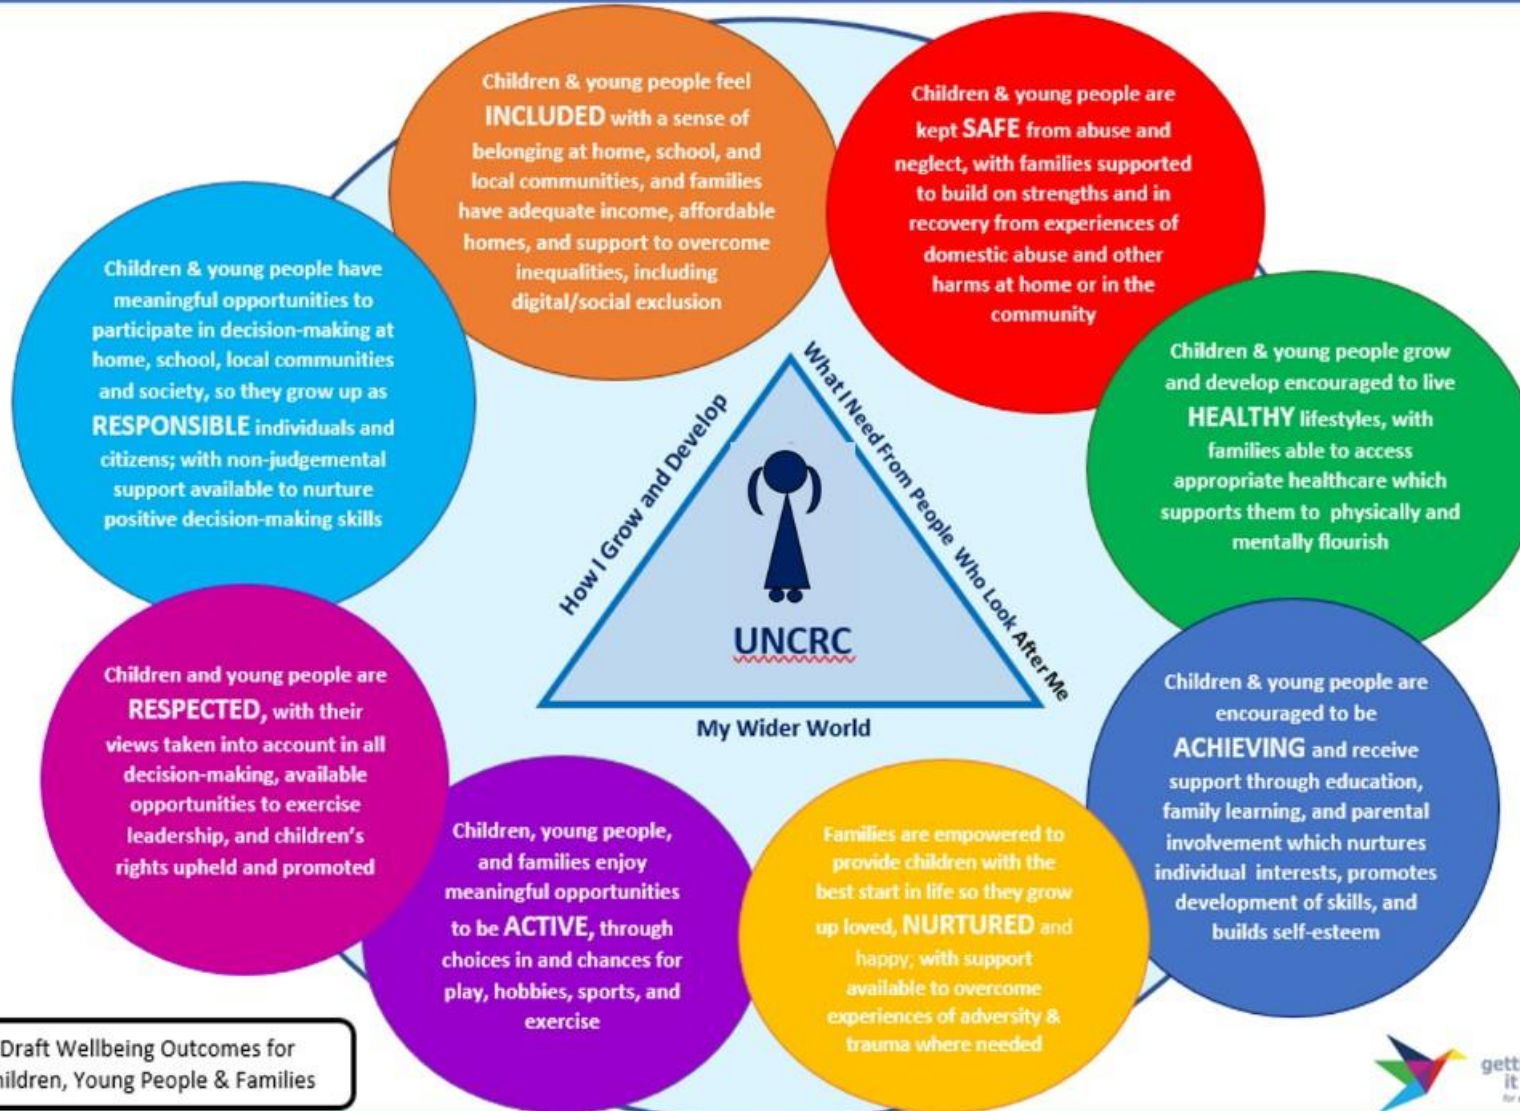 Children & young people feel
INCLUDED with a sense of
belonging at home, school, and
local communities, and families
have adequate income, affordable
homes, and support to overcome
inequalities, including
digital/social exclusion
Children & young people are
kept SAFE from abuse and
neglect, with families supported
to build on strengths and in
recovery from experiences of
domestic abuse and other
harms at home or in the
community
Children & young people grow
and develop encouraged to live
HEALTHY lifestyles, with
families able to access
appropriate healthcare which
supports them to physically and
mentally flourish
Children & young people are
encouraged to be
ACHIEVING and receive
support through education,
family learning, and parental
involvement which nurtures
individual interests, promotes
development of skills, and
builds self-esteem
Families are empowered to
provide children with the
best start in life so they grow
up loved, NURTURED and
happy; with support
available to overcome
experiences of adversity &
trauma where needed
Children, young people,
and families enjoy
meaningful opportunities
to be ACTIVE, through
choices in and chances for
play, hobbies, sports, and
exercise
Children and young people are
RESPECTED, with their
views taken into account in all
decision-making, available
opportunities to exercise
leadership, and children's
rights upheld and promoted
Children & young people have
meaningful opportunities to
participate in decision-making at
home, school, local communities
and society, so they grow up as
RESPONSIBLE individuals and
citizens; with non-judgemental
support available to nurture
positive decision-making skills
How I Grow and Develop
What I Need From People Who Look After Me
UNCRC
My Wider World
Draft Wellbeing Outcomes for
hildren, Young People & Families
gett
it
for